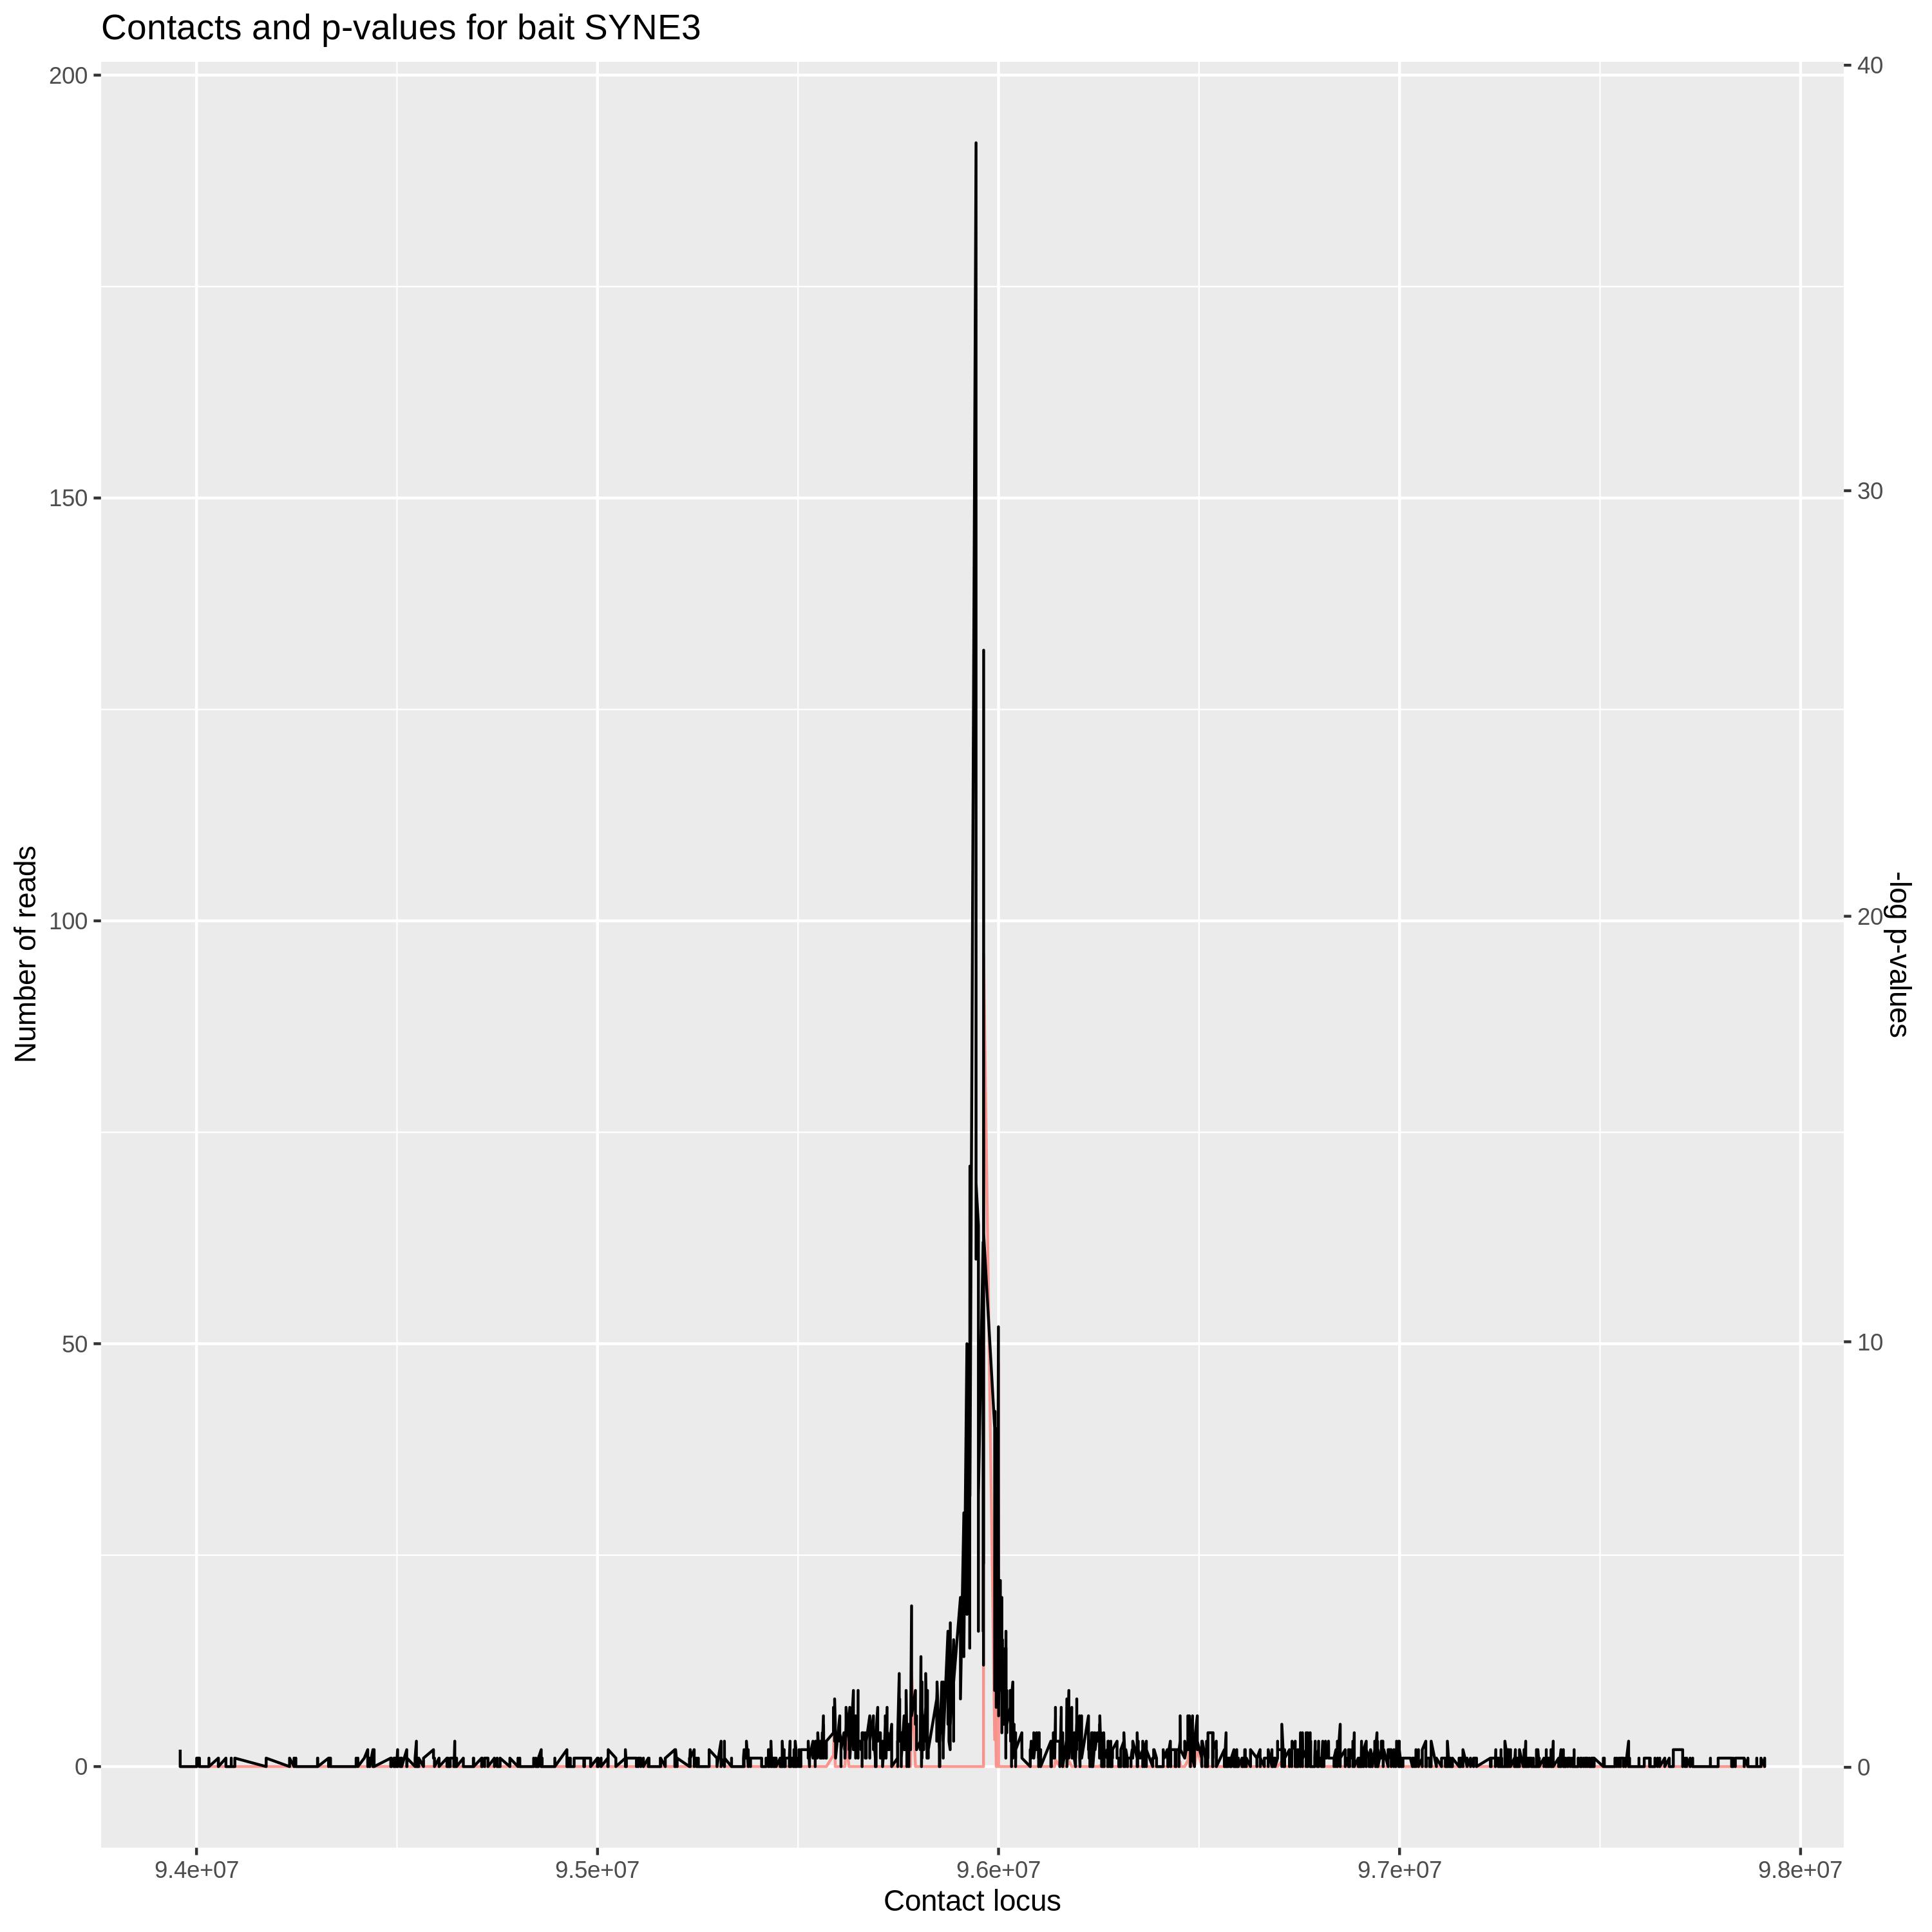 Contacts and p-values for bait SYNE3
200
150
100
50
0
Number of reads
40
30
20
10
0
-log p-values
9.4e+07 9.5e+07 9.6e+07 9.7e+07 9.8e+07
Contact locus